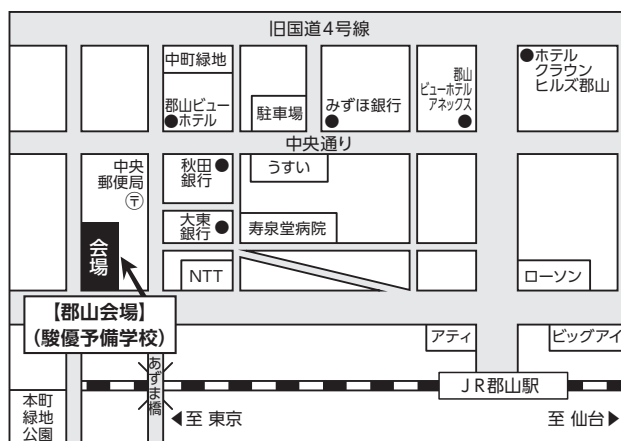 旧国道4号線
中町緑地
郡山ビュー
●ホテル
駐車場
みずほ銀行
●
郡山
ビューホテル
アネックス
●
●ホテル
クラウン
ヒルズ郡山
中央通り
中央
郵便局
〒
秋田●
銀行
うすい
大東●
銀行
寿泉堂病院
会場
NTT
ローソン
【郡山会場】
(駿優予備学校)
アティ
ビッグアイ
あずま橋
JR郡山駅
本町
緑地
公園
◀至 東京
至 仙台▶